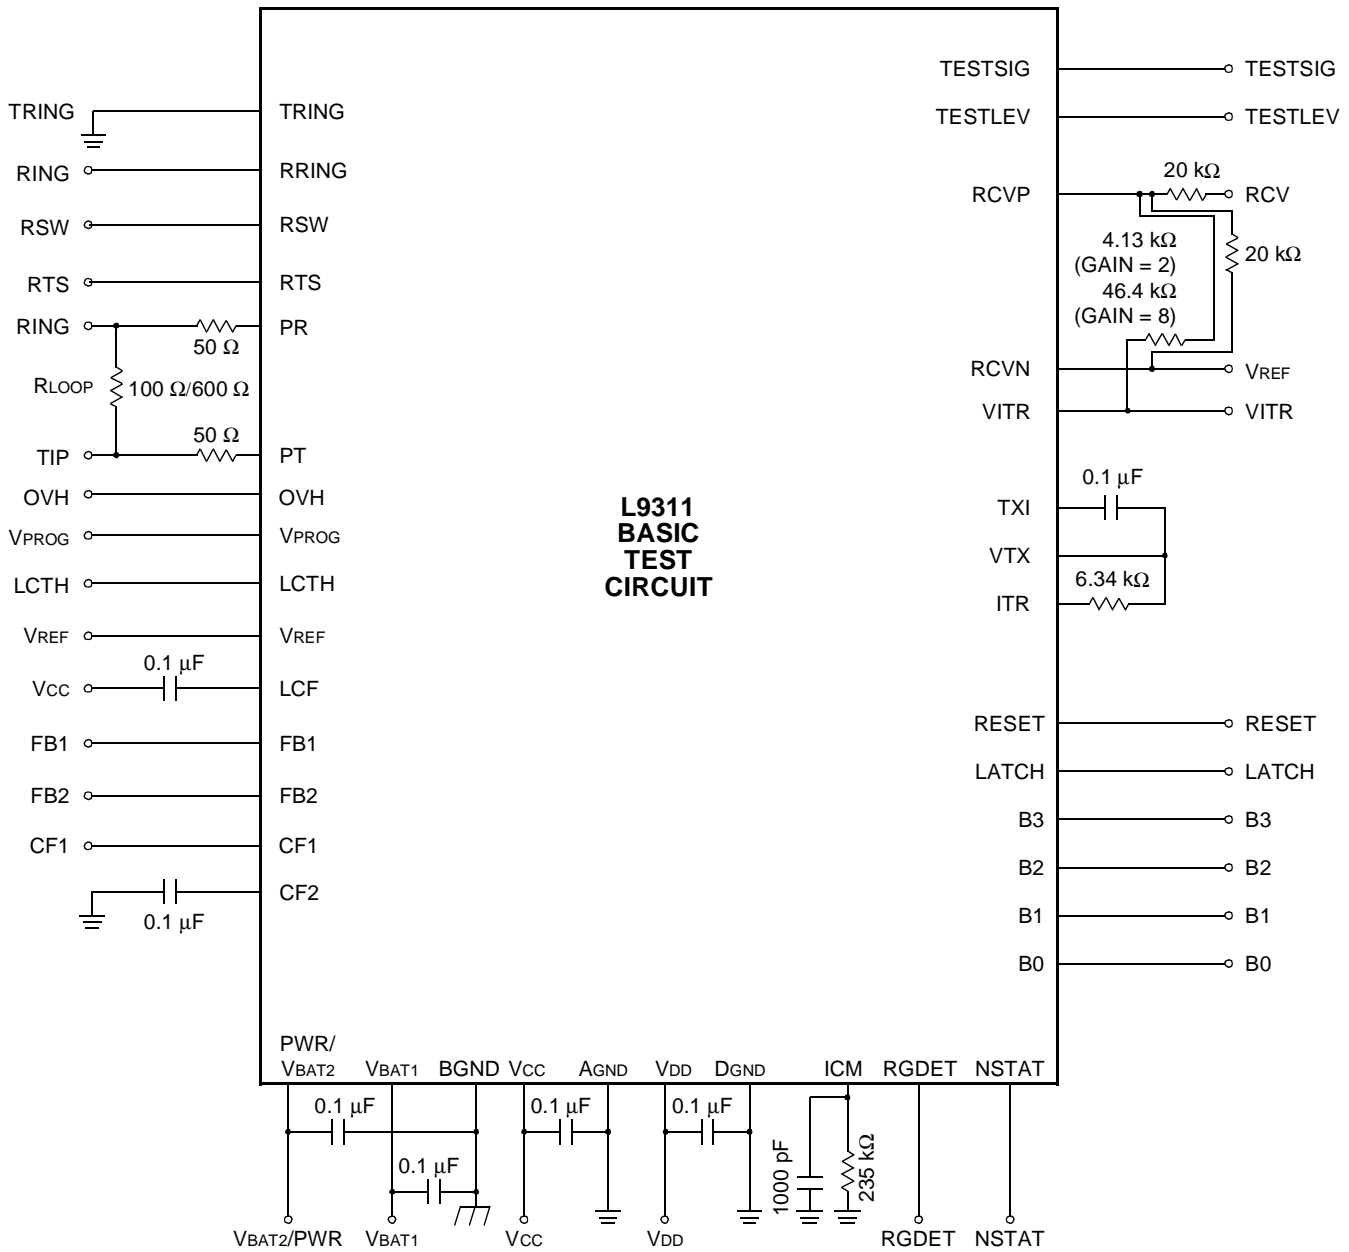 TESTSIG
TESTSIG
TESTLEV
TESTLEV
TRING
TRING
RING
RRING
RCVP
20 kΩ
RCV
RSW
RSW
4.13 kΩ
(GAIN = 2)
20 kΩ
RTS
RTS
46.4 kΩ
(GAIN = 8)
RING
PR
50 Ω
RCVN
VREF
RLOOP
100 Ω/600 Ω
VITR
VITR
50 Ω
TIP
PT
OVH
OVH
VPROG
VPROG
LCTH
LCTH
VREF
VREF
0.1 μF
VCC
LCF
FB1
FB1
FB2
FB2
CF1
CF1
CF2
0.1 μF
L9311
BASIC
TEST
CIRCUIT
0.1 μF
TXI
VTX
6.34 kΩ
ITR
RESET
RESET
LATCH
LATCH
B3
B3
B2
B2
B1
B1
B0
B0
PWR/
VBAT2
VBAT1
BGND
VCC
AGND
VDD
DGND
ICM
RGDET
NSTAT
0.1 μF
0.1 μF
0.1 μF
0.1 μF
1000 pF
235 kΩ
VBAT2/PWR
VBAT1
VCC
VDD
RGDET
NSTAT